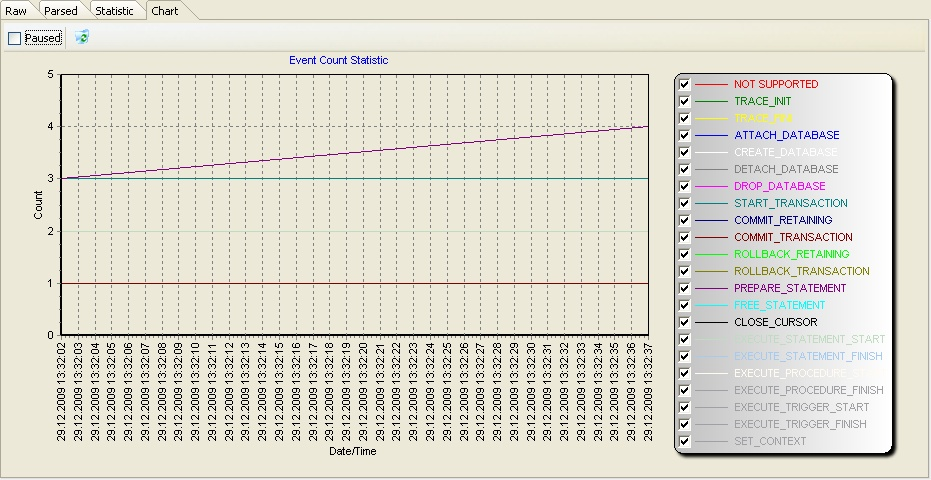 Raw
Parsed
Statistic
Chart
Paused
Event Count Statistic
5
4
3
2
1
0
Count
29.12.2009 13:32:02
29.12.2009 13:32:03
29.12.2009 13:32:04
29.12.2009 13:32:05
29.12.2009 13:32:06
29.12.2009 13:32:07
29.12.2009 13:32:08
29.12.2009 13:32:09
29.12.2009 13:32:10
29.12.2009 13:32:11
29.12.2009 13:32:12
29.12.2009 13:32:13
29.12.2009 13:32:14
29.12.2009 13:32:15
29.12.2009 13:32:16
29.12.2009 13:32:17
29.12.2009 13:32:18
29.12.2009 13:32:19
29.12.2009 13:32:20
29.12.2009 13:32:21
29.12.2009 13:32:22
29.12.2009 13:32:23
29.12.2009 13:32:24
29.12.2009 13:32:25
29.12.2009 13:32:26
29.12.2009 13:32:27
29.12.2009 13:32:28
29.12.2009 13:32:29
29.12.2009 13:32:30
29.12.2009 13:32:31
29.12.2009 13:32:32
29.12.2009 13:32:33
29.12.2009 13:32:34
29.12.2009 13:32:35
29.12.2009 13:32:36
29.12.2009 13:32:37
Date/Time
NOT SUPPORTED
TRACE_INIT
TRACE_FINI
ATTACH_DATABASE
CREATE_DATABASE
DETACH_DATABASE
DROP_DATABASE
START_TRANSACTION
COMMIT_RETAINING
COMMIT_TRANSACTION
ROLLBACK_RETAINING
ROLLBACK_TRANSACTION
PREPARE_STATEMENT
FREE_STATEMENT
CLOSE_CURSOR
EXECUTE_STATEMENT_START
EXECUTE_STATEMENT_FINISH
EXECUTE_PROCEDURE_
EXECUTE_PROCEDURE_FINISH
EXECUTE_TRIGGER_START
EXECUTE_TRIGGER_FINISH
SET_CONTEXT